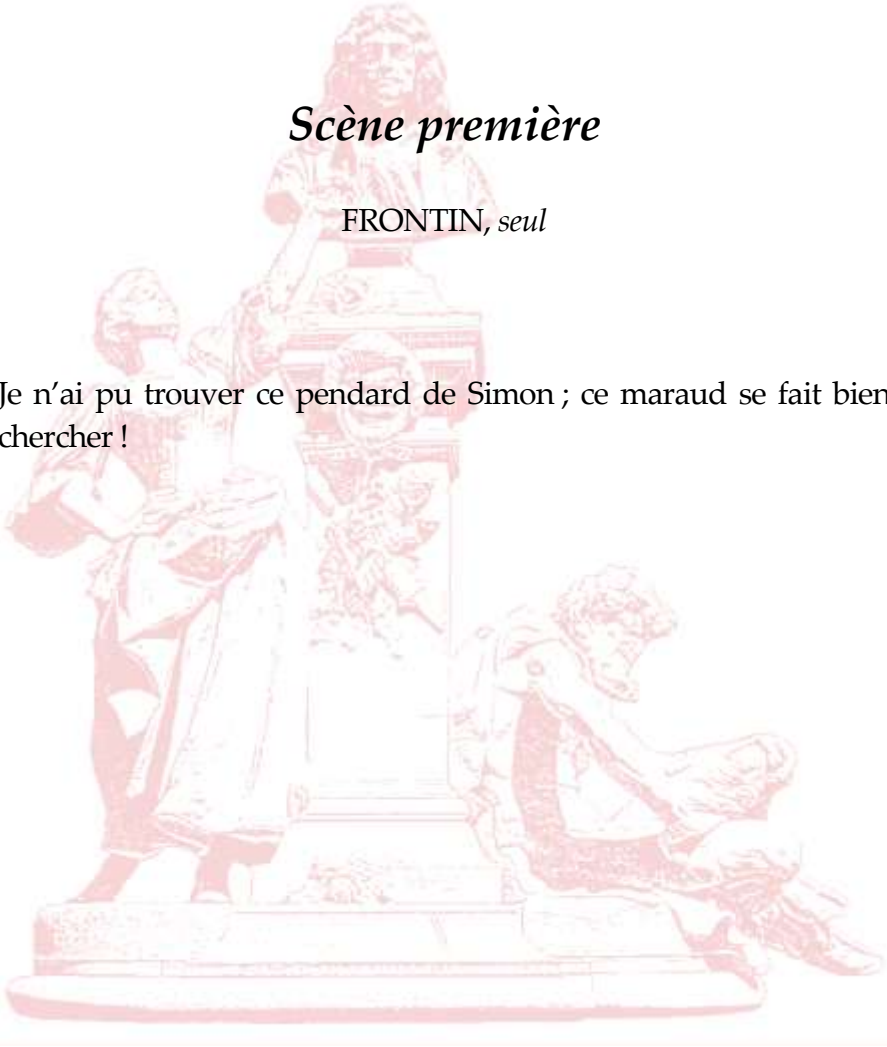 Scène première
FRONTIN, seul
Je n’ai pu trouver ce pendard de Simon ; ce maraud se fait bien
chercher !